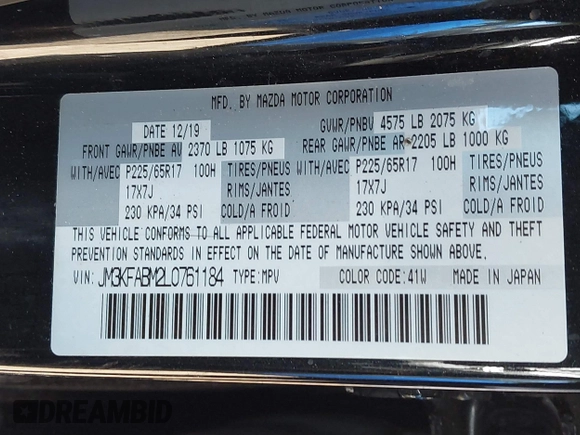 MFD. BY MAZDA MOTOR CORPORATION
DATE 12/19 GVWR/PNBV 4575 LB 2075 KG
FRONT GAWR/PNBE AV 2370 LB 1075 KG REAR GAWR/PNBE AR 2205 LB 1000 KG
WITH/AVEC P225/65R17 100H TIRES/PNEUS WITH/AVEC P225/65R17 100H TIRES/PNEUS
17X7J RIMS/JANTES 17X7J RIMS/JANTES
230 KPA/34 PSI COLD/A FROID 230 KPA/34 PSI COLD/A FROID
THIS VEHICLE CONFORMS TO ALL APPLICABLE FEDERAL MOTOR VEHICLE SAFETY AND THEFT
PREVENTION STANDARDS IN EFFECT ON THE DATE OF MANUFACTURE SHOWN ABOVE.
VIN: JM3KFABM2L0761184 TYPE:MPV COLOR CODE:41W MADE IN JAPAN
DREAMBID